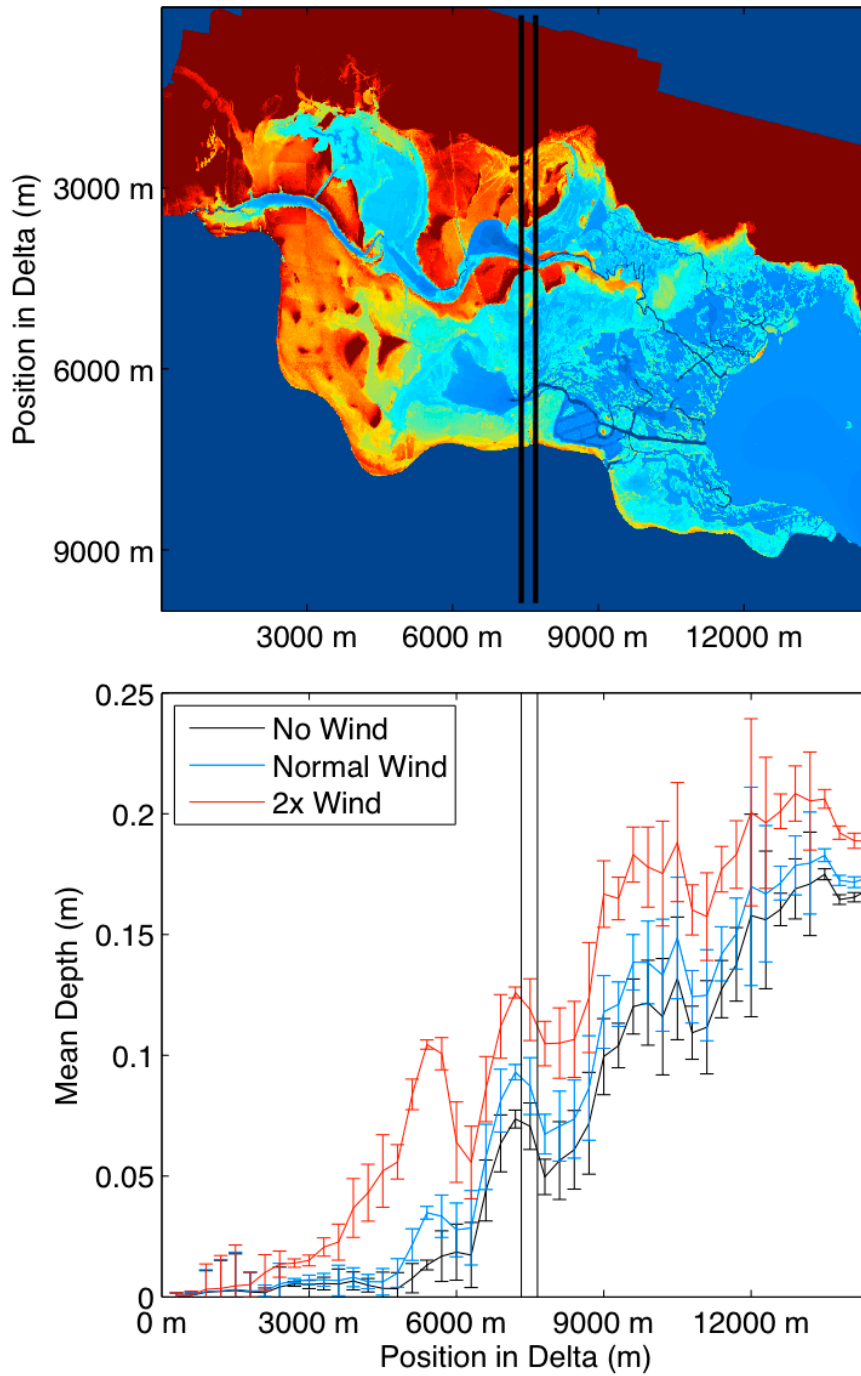 Position in Delta (m)
3000 m
6000 m
9000 m
3000 m 6000 m 9000 m 12000 m
Mean Depth (m)
0.25
0.2
0.15
0.1
0.05
0
No Wind
Normal Wind
2x Wind
0 m 3000 m 6000 m 9000 m 12000 m
Position in Delta (m)